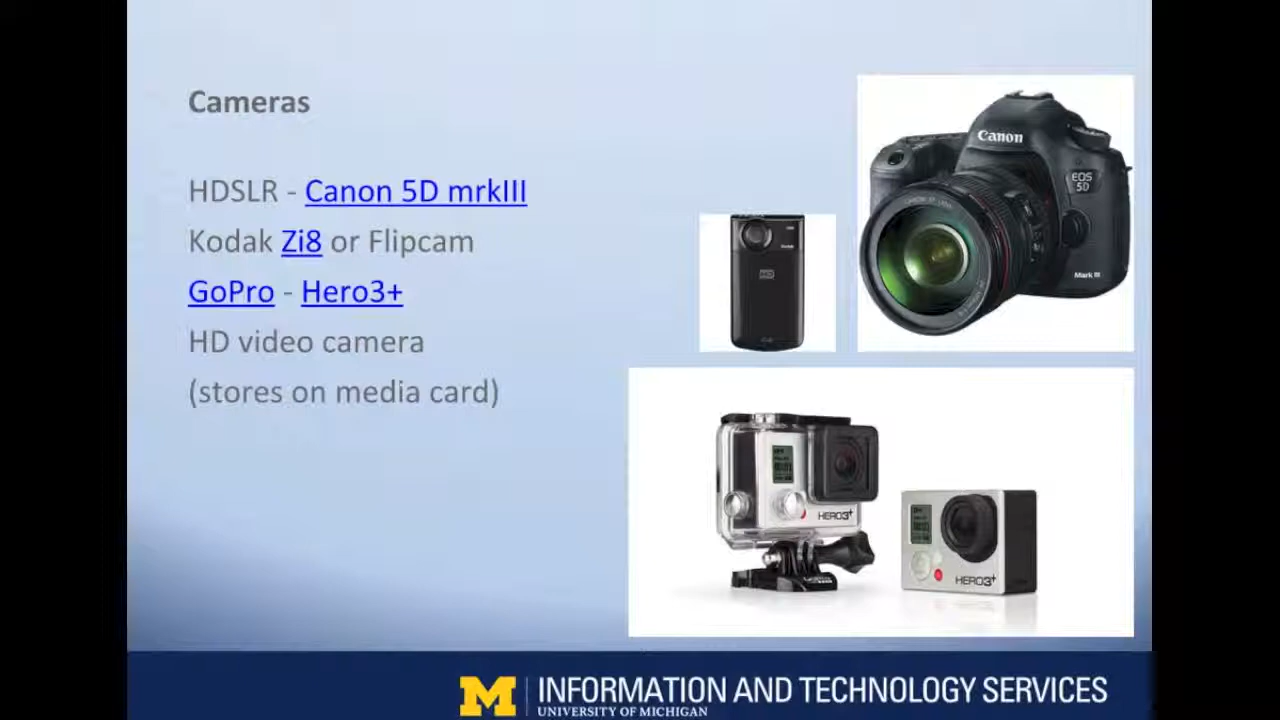 Cameras
HDSLR - Canon 5D mrkIII
Kodak Zi8 or Flipcam
GoPro - Hero3+
HD video camera
(stores on media card)
Canon
EOS
5D
Mark III
HD
HERO3+
HERO3+
M INFORMATION AND TECHNOLOGY SERVICES
UNIVERSITY OF MICHIGAN